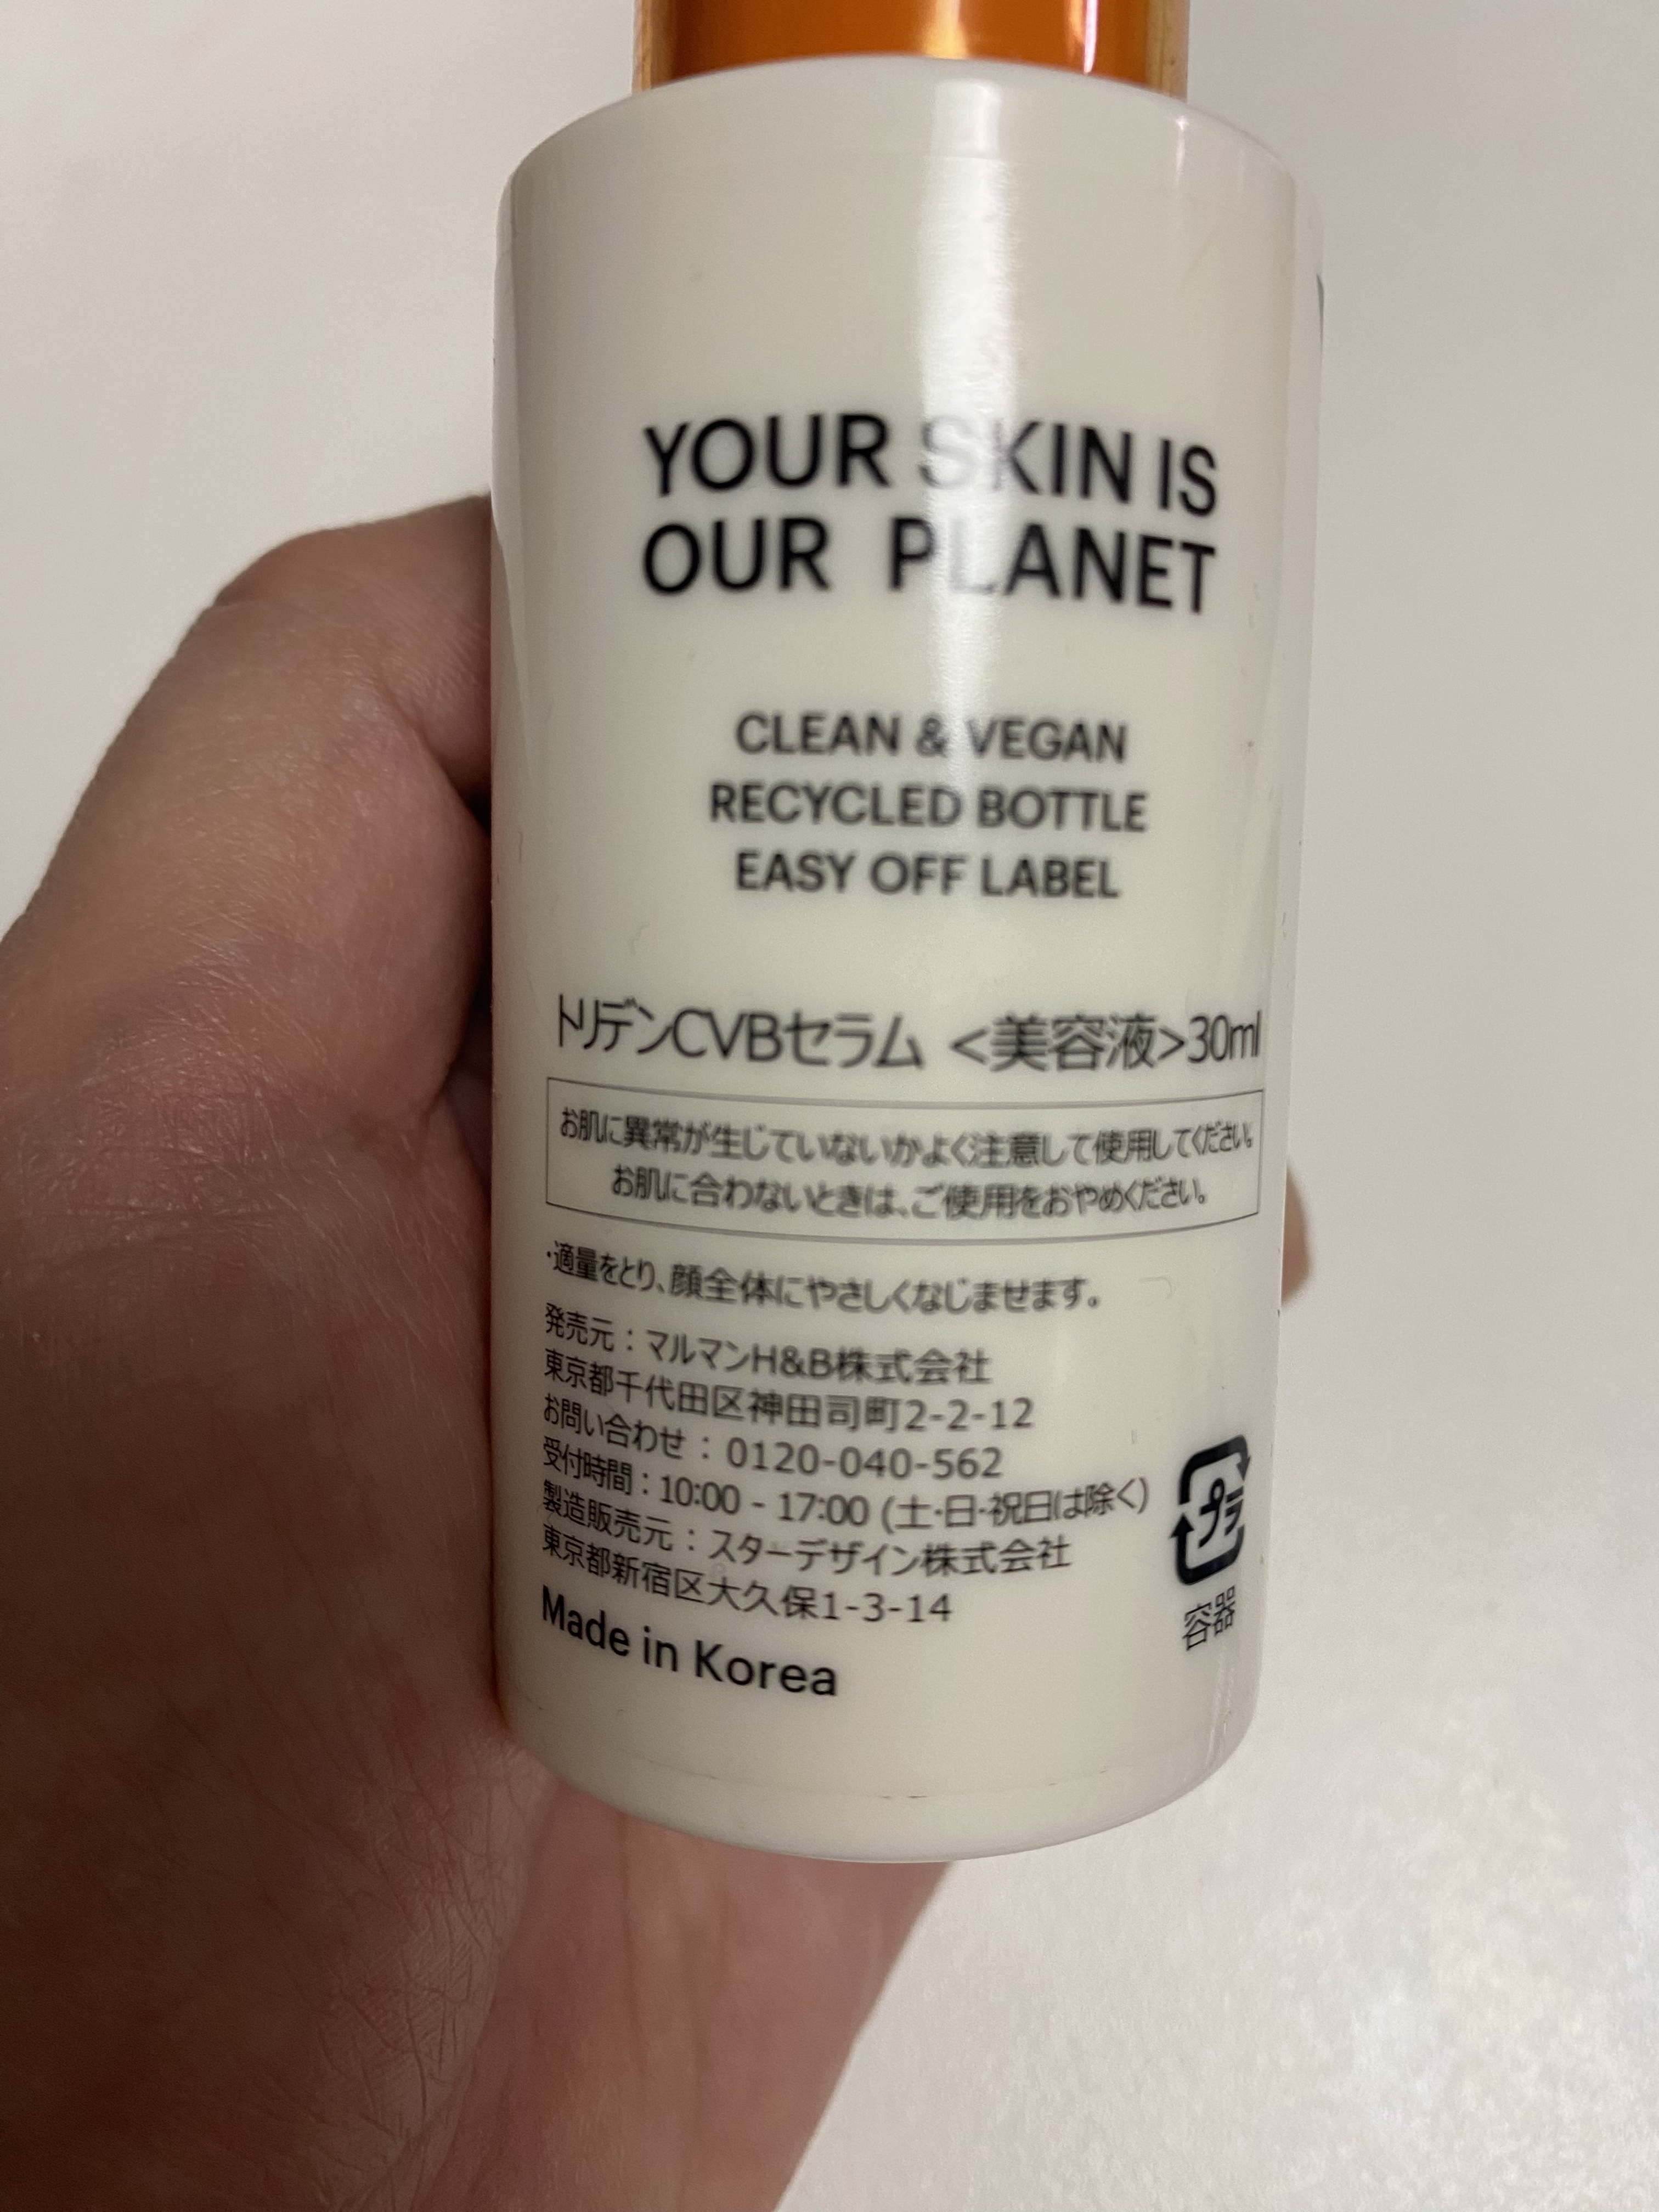 YOUR SKIN IS
OUR PLANET
CLEAN & VEGAN
RECYCLED BOTTLE
EASY OFF LABEL
トリデンCVBセラム <美容液>30ml
お肌に異常が生じていないかよく注意して使用してください。
お肌に合わないときは、ご使用をおやめください。
・適量をとり、顔全体にやさしくなじませます。
発売元：マルマンH&B株式会社
東京都千代田区神田司町2-2-12
お問い合わせ：0120-040-562
受付時間：10:00 - 17:00 (土・日・祝日は除く)
製造販売元：スターデザイン株式会社
東京都新宿区大久保1-3-14
Made in Korea
プラ
容器